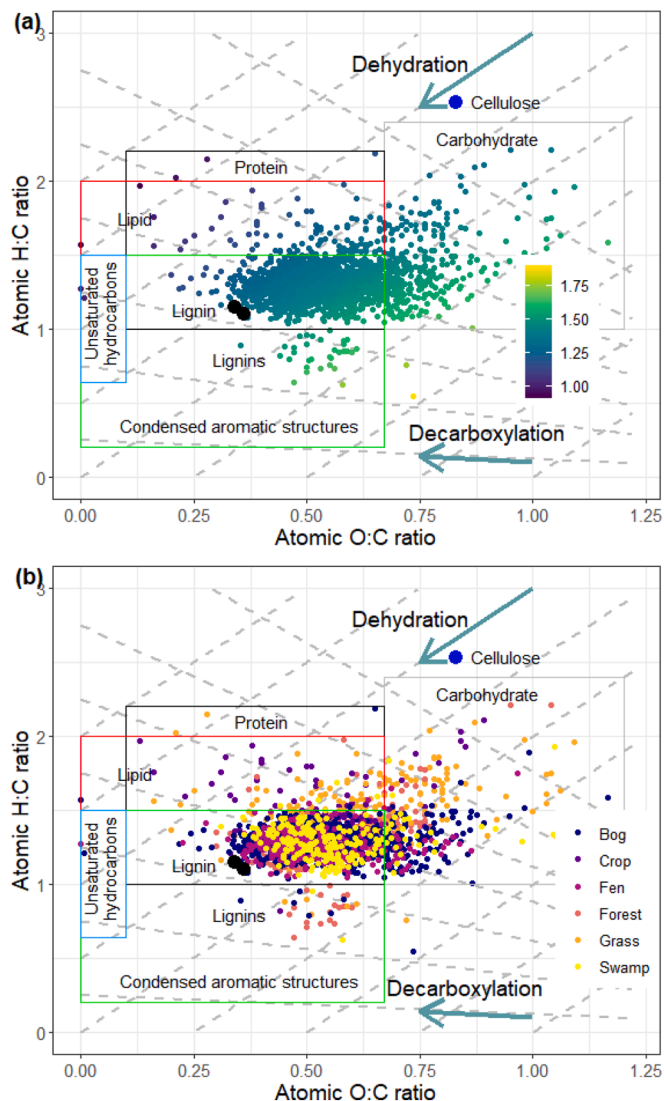 (a)
3
Dehydration
Cellulose
Carbohydrate
Protein
2
Lipid
Unsaturated
hydrocarbons
1.75
1.50
1.25
1.00
Lignin
1
Lignins
Condensed aromatic structures
Decarboxylation
0
Atomic H:C ratio
0.00 0.25 0.50 0.75 1.00 1.25
Atomic O:C ratio
(b)
3
Dehydration
Cellulose
Carbohydrate
Protein
2
Lipid
Unsaturated
hydrocarbons
Bog
Crop
Fen
Forest
Grass
Swamp
Lignin
1
Lignins
Condensed aromatic structures
Decarboxylation
0
Atomic H:C ratio
0.00 0.25 0.50 0.75 1.00 1.25
Atomic O:C ratio